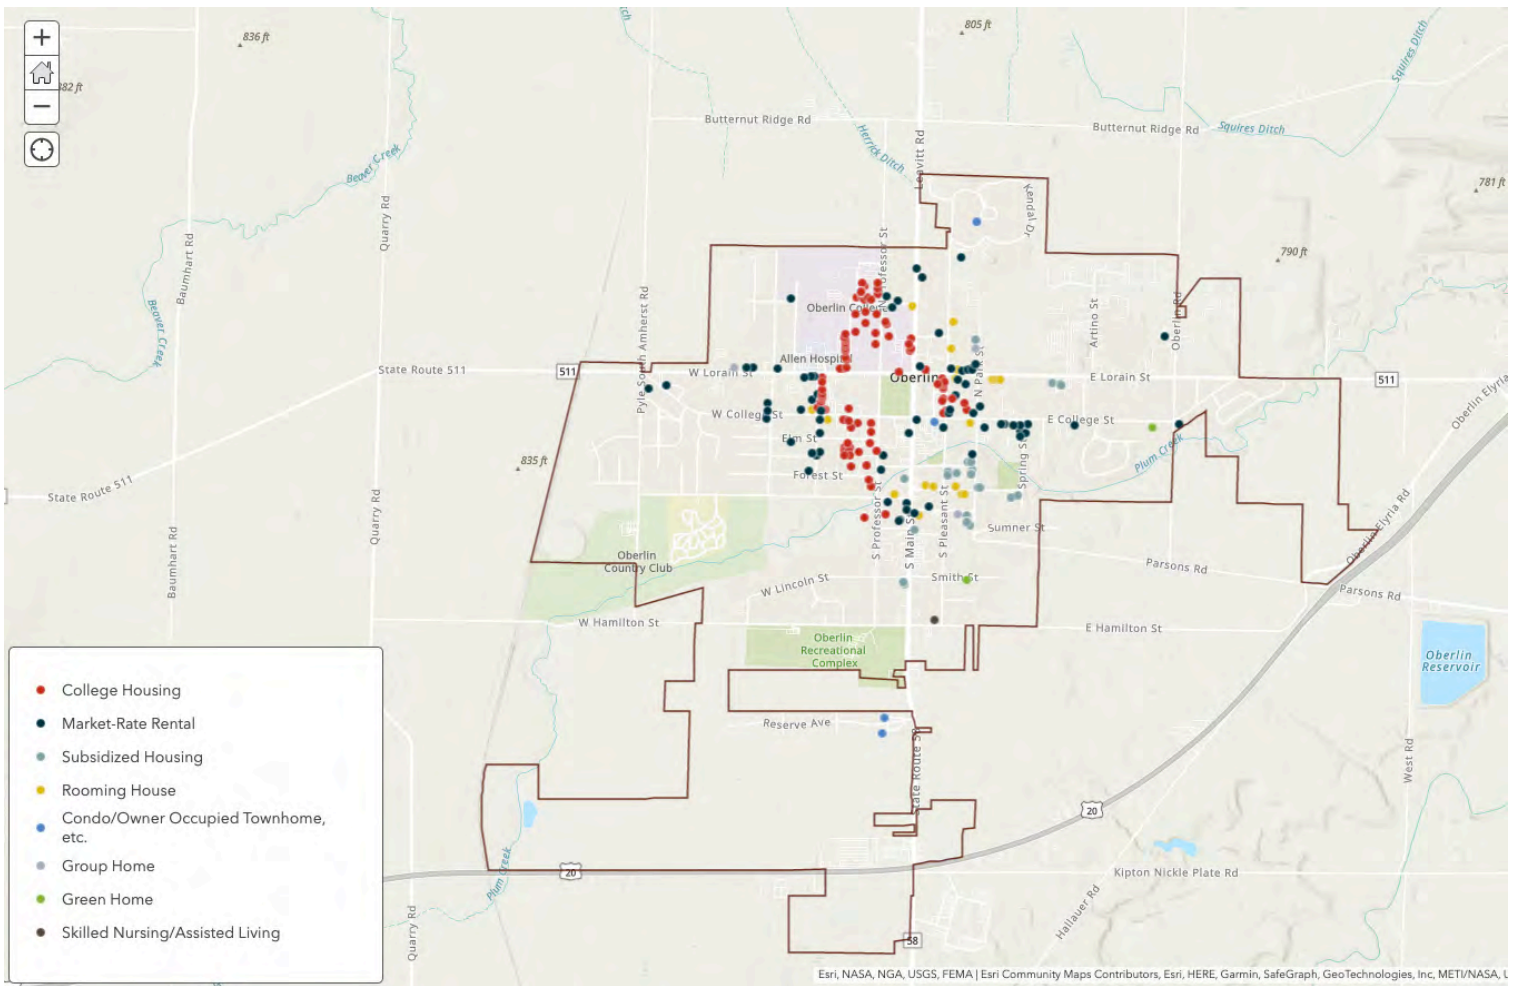 +
−
836 ft
382 ft
805 ft
781 ft
790 ft
835 ft
Beaver Creek
Beaver Creek
Quarry Rd
Baumhart Rd
Herrick Ditch
Ditch
Squires Ditch
Squires Ditch
Butternut Ridge Rd
Butternut Ridge Rd
Leavitt Rd
Kendal Dr
Oberlin Rd
Artino St
Pyle South Amherst Rd
Oberlin College
Allen Hospital
State Route 511
511
W Lorain St
Oberlin
N Park St
E Lorain St
511
W College St
E College St
Elm St
Forest St
Spring St
Plum Creek
Oberlin Elyria
State Route 511
Quarry Rd
Baumhart Rd
S Professor St
S Main St
S Pleasant St
Sumner St
Oberlin Elyria Rd
Parsons Rd
Parsons Rd
Oberlin
Country Club
W Lincoln St
Smith St
W Hamilton St
E Hamilton St
Oberlin
Recreational
Complex
Oberlin
Reservoir
Reserve Ave
State Route 58
West Rd
20
20
Plum Creek
Kipton Nickle Plate Rd
Hallauer Rd
Quarry Rd
58
College Housing
Market-Rate Rental
Subsidized Housing
Rooming House
Condo/Owner Occupied Townhome,
etc.
Group Home
Green Home
Skilled Nursing/Assisted Living
Esri, NASA, NGA, USGS, FEMA | Esri Community Maps Contributors, Esri, HERE, Garmin, SafeGraph, GeoTechnologies, Inc, METI/NASA, U